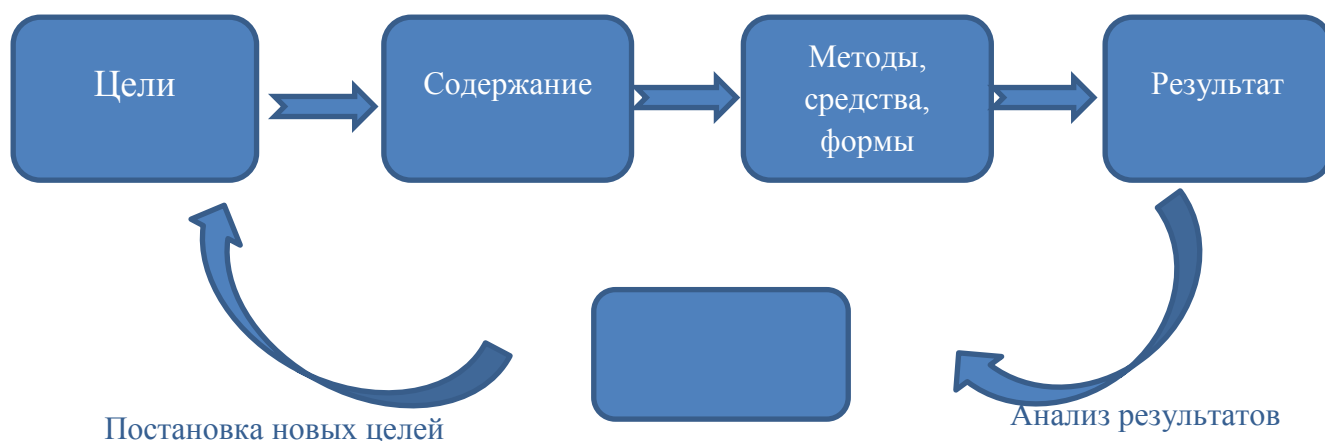 Цели
Содержание
Методы,
средства,
формы
Результат
Постановка новых целей
Анализ результатов